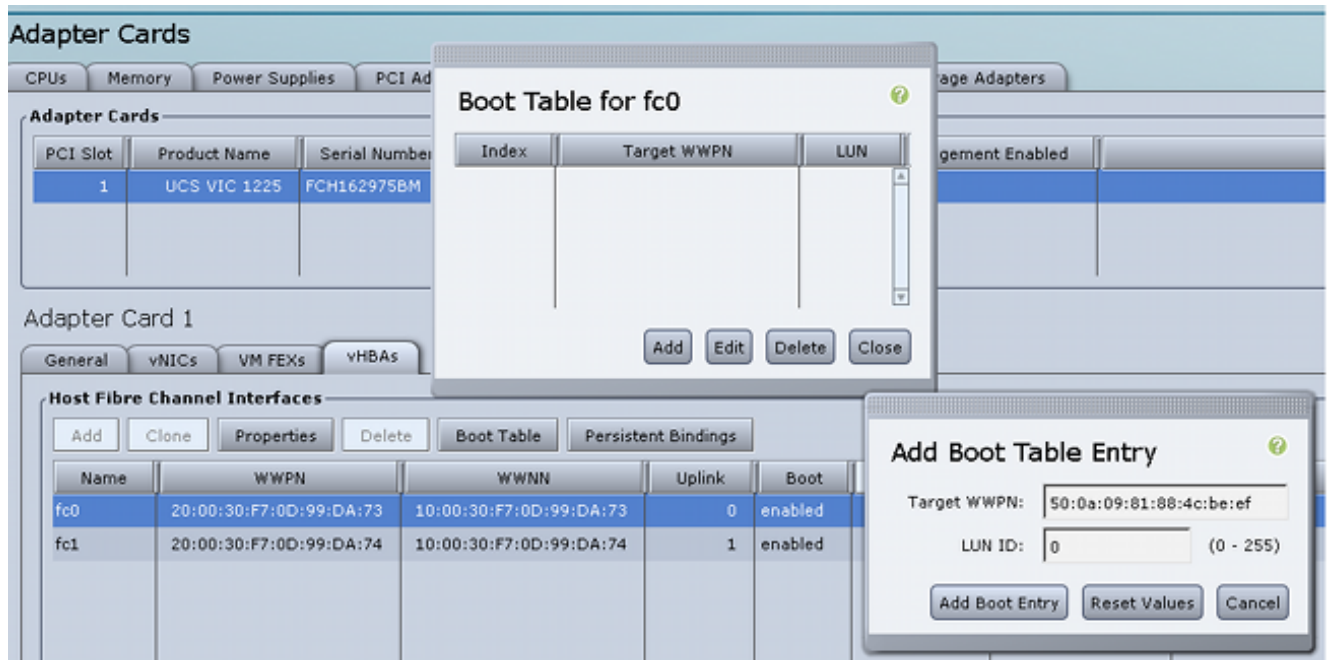 Adapter Cards
CPUs Memory Power Supplies PCI Ad age Adapters
Adapter Cards
PCI Slot Product Name Serial Number gement Enabled
1 UCS VIC 1225 FCH162975BM
Boot Table for fc0
Index Target WWPN LUN
Add Edit Delete Close
Adapter Card 1
General vNICs VM FEXs vHBAs
Host Fibre Channel Interfaces
Add Clone Properties Delete Boot Table Persistent Bindings
Name WWPN WWNN Uplink Boot
fc0 20:00:30:F7:0D:99:DA:73 10:00:30:F7:0D:99:DA:73 0 enabled
fc1 20:00:30:F7:0D:99:DA:74 10:00:30:F7:0D:99:DA:74 1 enabled
Add Boot Table Entry
Target WWPN: 50:0a:09:81:88:4c:be:ef
LUN ID: 0 (0 - 255)
Add Boot Entry Reset Values Cancel